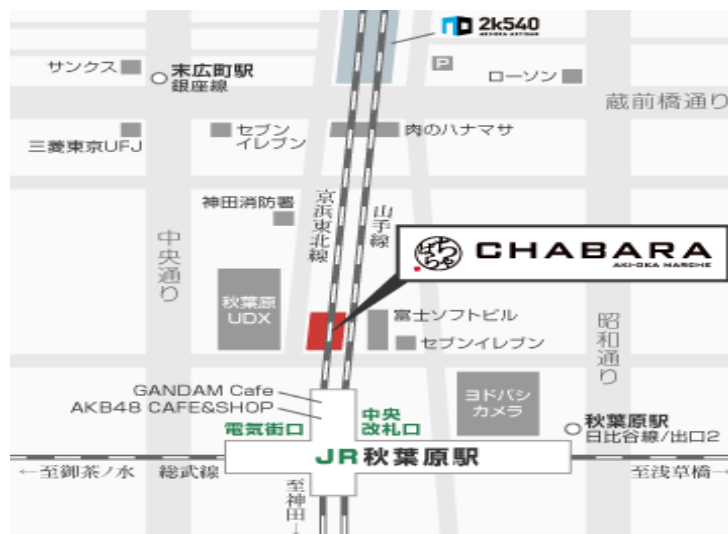 2k540
AKI-OKA ARTISAN
サンクス
末広町駅
銀座線
P
ローソン
蔵前橋通り
三菱東京UFJ
セブン
イレブン
肉のハナマサ
神田消防署
京浜東北線
山手線
中央通り
ちゃばら
CHABARA
AKI-OKA MARCHE
秋葉原
UDX
富士ソフトビル
セブンイレブン
昭和通り
GANDAM Cafe
AKB48 CAFE&SHOP
ヨドバシ
カメラ
電気街口
中央
改札口
秋葉原駅
日比谷線/出口2
JR秋葉原駅
←至御茶ノ水
総武線
至神田→
至浅草橋→